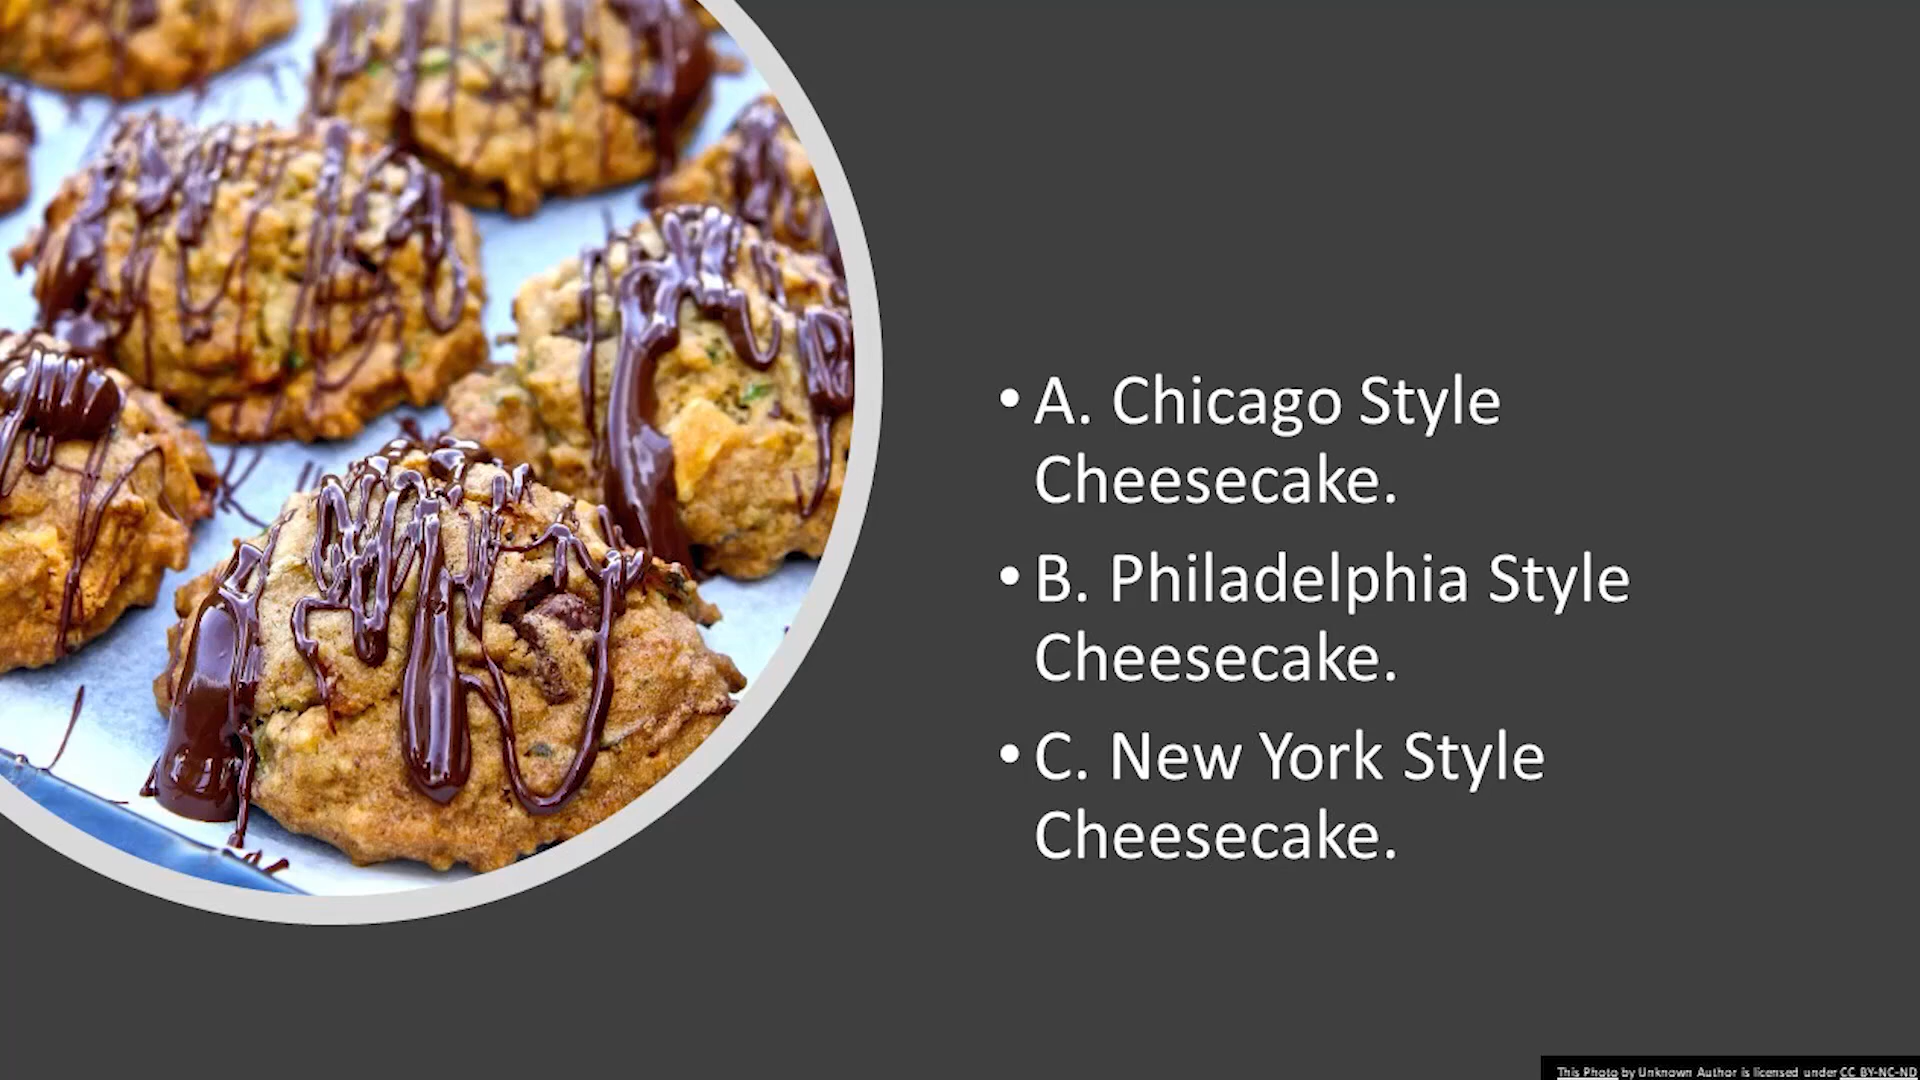 • A. Chicago Style
Cheesecake.
• B. Philadelphia Style
Cheesecake.
• C. New York Style
Cheesecake.
This Photo by Unknown Author is licensed under CC BY-NC-ND